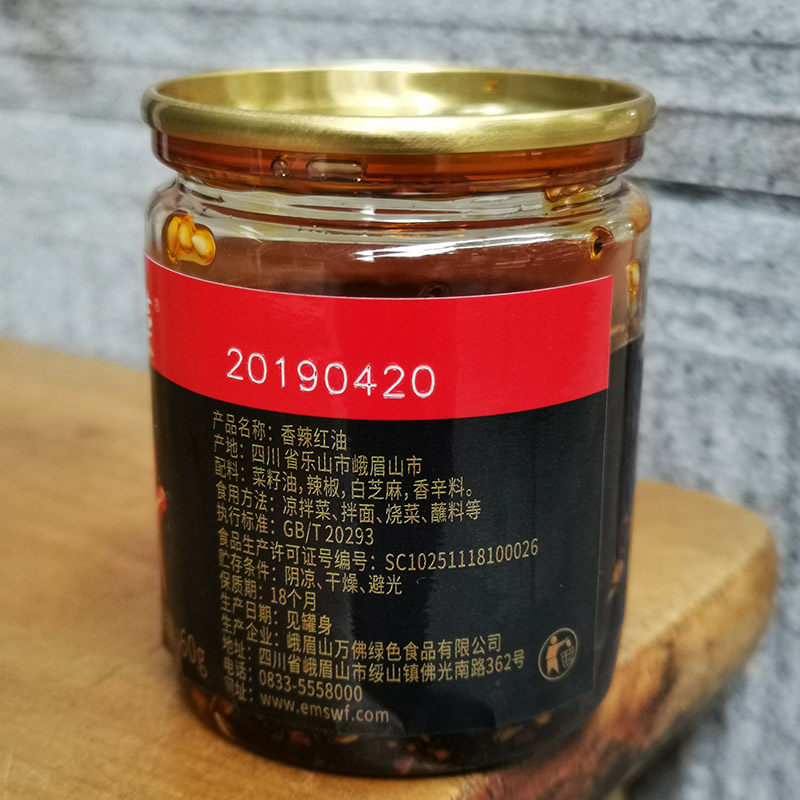 20190420
产品名称：香辣红油
产地：四川省乐山市峨眉山市
配料：菜籽油，辣椒，白芝麻，香辛料。
食用方法：凉拌菜、拌面、烧菜、蘸料等
执行标准：GB/T 20293
食品生产许可证号编号：SC10251118100026
贮存条件：阴凉、干燥、避光
保质期：18个月
生产日期：见罐身
生产企业：峨眉山万佛绿色食品有限公司
地址：四川省峨眉山市绥山镇佛光南路362号
电话：0833-5558000
网址：www.emswf.com
60g